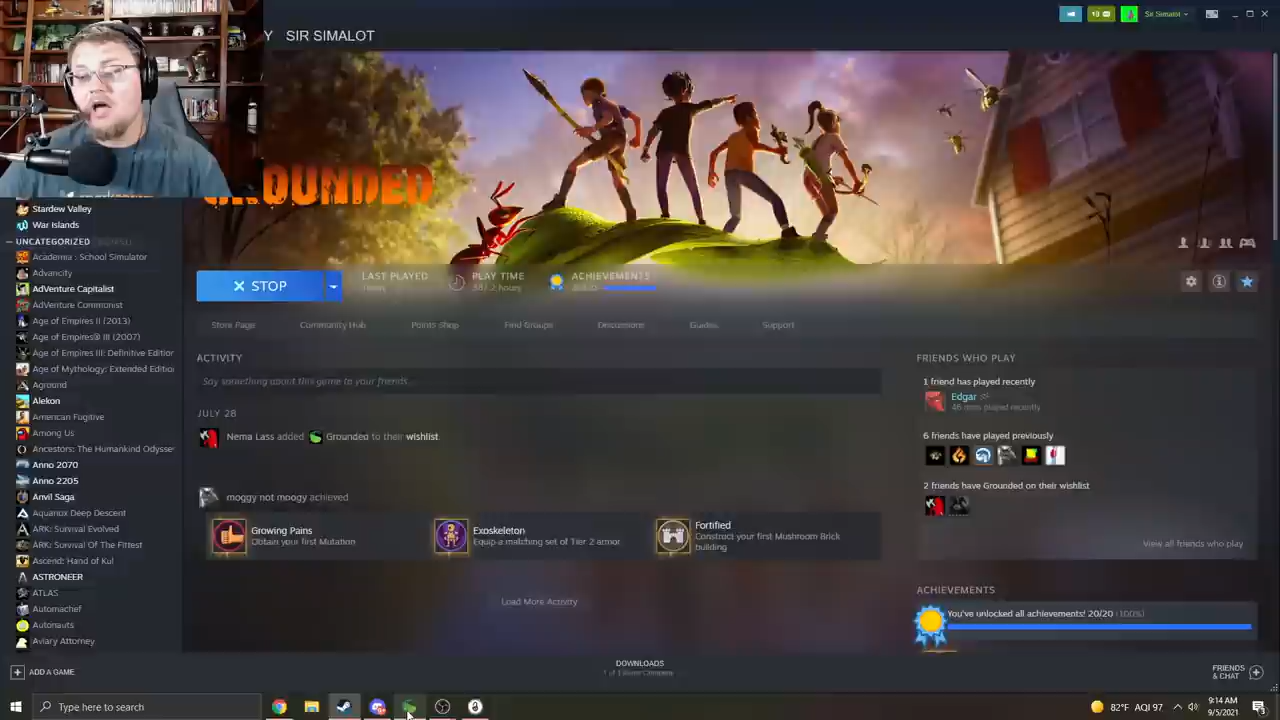 Y SIR SIMALOT
Sir Simalot
OUNDED
Stardew Valley
War Islands
UNCATEGORIZED
Academia : School Simulator
Advancity
AdVenture Capitalist
AdVenture Communist
Age of Empires II (2013)
Age of Empires® III (2007)
Age of Empires III: Definitive Edition
Age of Mythology: Extended Editio
Aground
Alekon
American Fugitive
Among Us
Ancestors: The Humankind Odysse
Anno 2070
Anno 2205
Anvil Saga
Aquanox Deep Descent
ARK: Survival Evolved
ARK: Survival Of The Fittest
Ascend: Hand of Kul
ASTRONEER
ATLAS
Automachef
Autonauts
Aviary Attorney
STOP
LAST PLAYED
PLAY TIME
ACHIEVEMENTS
Store Page
Community Hub
Points Shop
Find Groups
Discussions
Guides
Support
ACTIVITY
Say something about this game to your friends...
JULY 28
Nema Lass added Grounded to their wishlist.
moggy not moogy achieved
Growing Pains
Obtain your first Mutation
Exoskeleton
Equip a matching set of Tier 2 armor
Fortified
Construct your first Mushroom Brick
building
Load More Activity
FRIENDS WHO PLAY
1 friend has played recently
Edgar
46 mins played recently
6 friends have played previously
2 friends have Grounded on their wishlist
View all friends who play
ACHIEVEMENTS
You've unlocked all achievements! 20/20 (100%)
ADD A GAME
DOWNLOADS
FRIENDS
& CHAT
Type here to search
82°F AQI 97
9:14 AM
9/5/2021